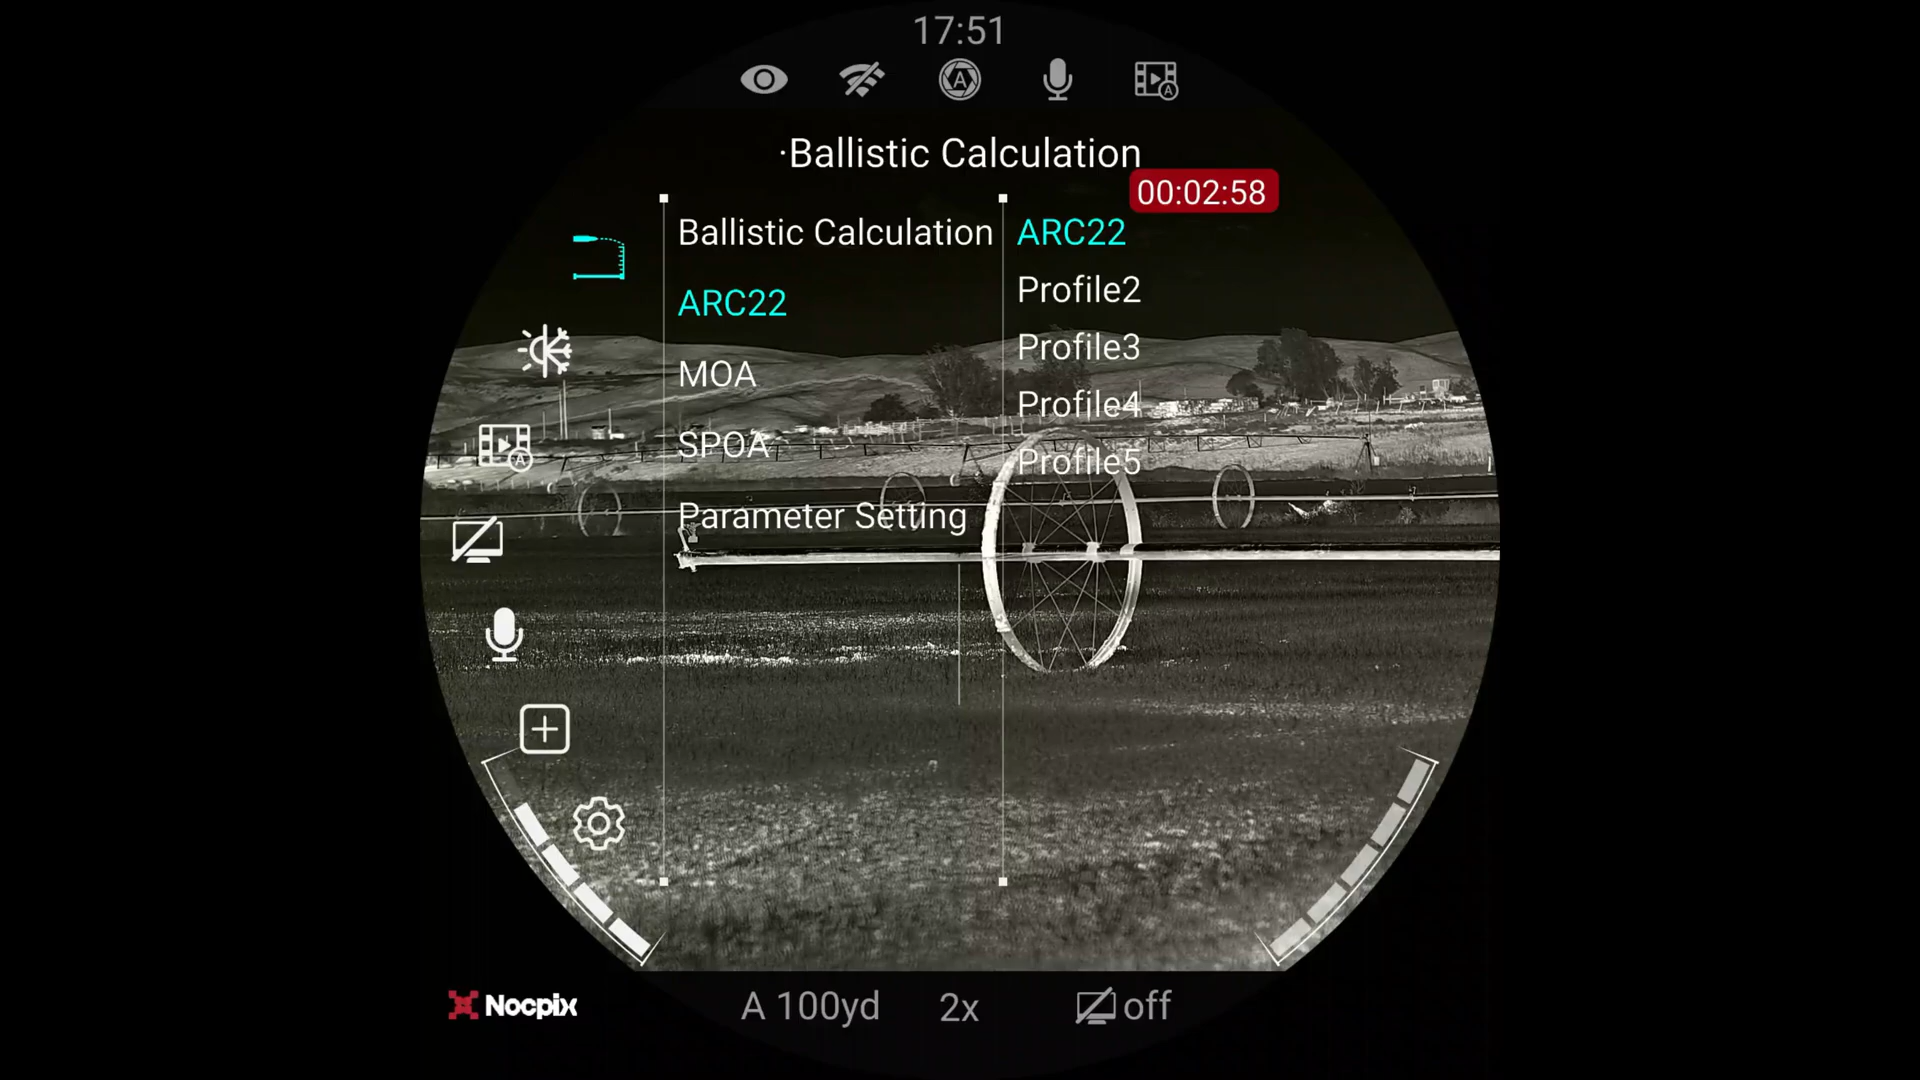 17:51
A
A
·Ballistic Calculation
00:02:58
Ballistic Calculation
ARC22
MOA
SPOA
Parameter Setting
ARC22
Profile2
Profile3
Profile4
Profile5
A
Nocpix
A 100yd
2x
off